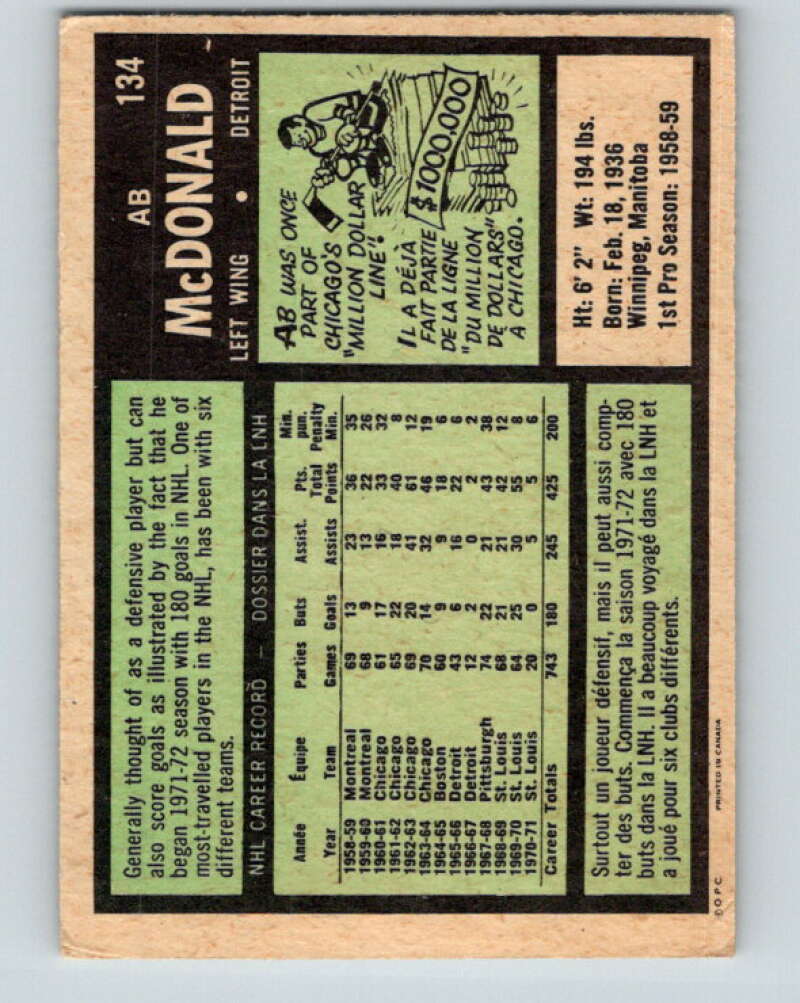 AB 134
McDONALD
LEFT WING • DETROIT
Generally thought of as a defensive player but can
also score goals as illustrated by the fact that he
began 1971-72 season with 180 goals in NHL. One of
most-travelled players in the NHL, has been with six
different teams.
AB WAS ONCE
PART OF
CHICAGO'S
"MILLION DOLLAR
LINE".
IL A DÉJÀ
FAIT PARTIE
DE LA LIGNE
"DU MILLION
DE DOLLARS"
A CHICAGO.
$1000,000
NHL CAREER RECORD — DOSSIER DANS LA LNH
Min.
Pts. pun.
Année Équipe Parties Buts Assist. Total Penalty
Year Team Games Goals Assists Points Min.
1958-59 Montreal 69 13 23 36 35
1959-60 Montreal 68 9 13 22 26
1960-61 Chicago 61 17 16 33 32
1961-62 Chicago 65 22 18 40 8
1962-63 Chicago 69 20 41 61 12
1963-64 Chicago 70 14 32 46 19
1964-65 Boston 60 9 9 18 6
1965-66 Detroit 43 6 16 22 6
1966-67 Detroit 12 2 0 2 2
1967-68 Pittsburgh 74 22 21 43 38
1968-69 St. Louis 68 21 21 42 12
1969-70 St. Louis 64 25 30 55 8
1970-71 St. Louis 20 0 5 5 6
Career Totals 743 180 245 425 200
Ht: 6' 2" Wt: 194 lbs.
Born: Feb. 18, 1936
Winnipeg, Manitoba
1st Pro Season: 1958-59
Surtout un joueur défensif, mais il peut aussi comp-
ter des buts. Commença la saison 1971-72 avec 180
buts dans la LNH. Il a beaucoup voyagé dans la LNH et
a joué pour six clubs différents.
© O P C PRINTED IN CANADA